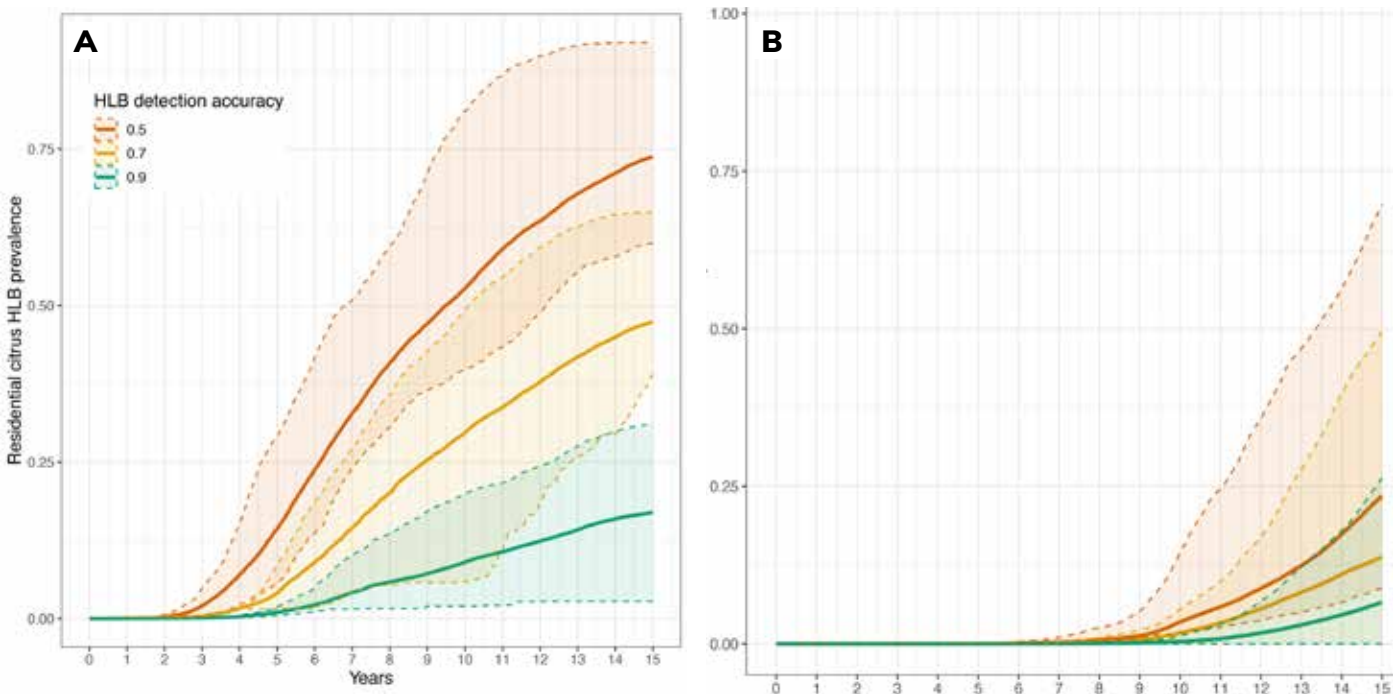 A
HLB detection accuracy
0.5
0.7
0.9
Residential citrus HLB prevalence
0.75
0.50
0.25
0.00
0 1 2 3 4 5 6 7 8 9 10 11 12 13 14 15
Years
B
1.00
0.75
0.50
0.25
0.00
0 1 2 3 4 5 6 7 8 9 10 11 12 13 14 15